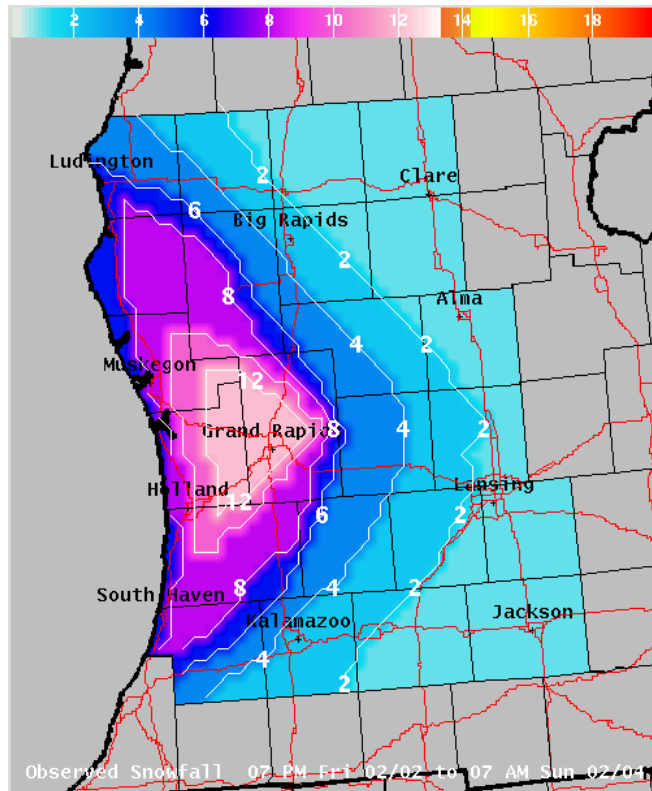 2 4 6 8 10 12 14 16 18
Ludington
2
Clare
6
Big Rapids
2
8
Alma
4
2
Muskegon
12
Grand Rapids
8
4
2
Holland
Lansing
12
6
2
South Haven
8
4
2
Kalamazoo
Jackson
4
2
Observed Snowfall 07 PM Fri 02/02 to 07 AM Sun 02/04